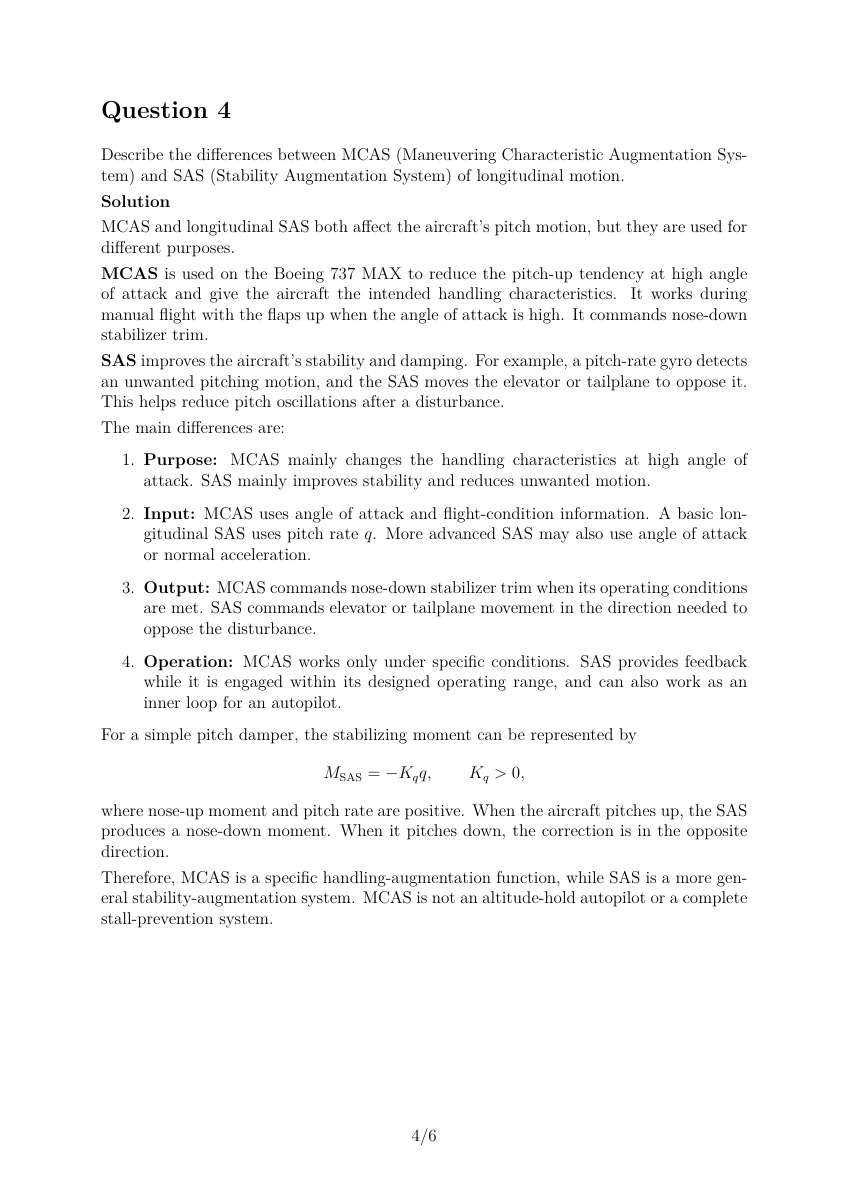 Question 4
Describe the differences between MCAS (Maneuvering Characteristic Augmentation Sys-
tem) and SAS (Stability Augmentation System) of longitudinal motion.
Solution
MCAS and longitudinal SAS both affect the aircraft's pitch motion, but they are used for
different purposes.
MCAS is used on the Boeing 737 MAX to reduce the pitch-up tendency at high angle
of attack and give the aircraft the intended handling characteristics. It works during
manual flight with the flaps up when the angle of attack is high. It commands nose-down
stabilizer trim.
SAS improves the aircraft's stability and damping. For example, a pitch-rate gyro detects
an unwanted pitching motion, and the SAS moves the elevator or tailplane to oppose it.
This helps reduce pitch oscillations after a disturbance.
The main differences are:
1. Purpose: MCAS mainly changes the handling characteristics at high angle of
attack. SAS mainly improves stability and reduces unwanted motion.
2. Input: MCAS uses angle of attack and flight-condition information. A basic lon-
gitudinal SAS uses pitch rate q. More advanced SAS may also use angle of attack
or normal acceleration.
3. Output: MCAS commands nose-down stabilizer trim when its operating conditions
are met. SAS commands elevator or tailplane movement in the direction needed to
oppose the disturbance.
4. Operation: MCAS works only under specific conditions. SAS provides feedback
while it is engaged within its designed operating range, and can also work as an
inner loop for an autopilot.
For a simple pitch damper, the stabilizing moment can be represented by
M_SAS = −K_q q, K_q > 0,
where nose-up moment and pitch rate are positive. When the aircraft pitches up, the SAS
produces a nose-down moment. When it pitches down, the correction is in the opposite
direction.
Therefore, MCAS is a specific handling-augmentation function, while SAS is a more gen-
eral stability-augmentation system. MCAS is not an altitude-hold autopilot or a complete
stall-prevention system.
4/6